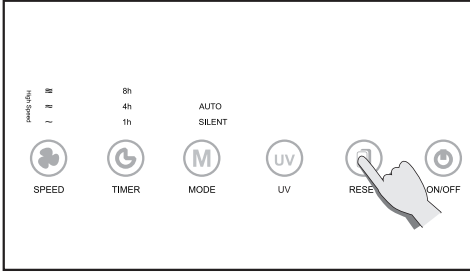 High Speed
8h
4h
AUTO
1h
SILENT
M
UV
SPEED
TIMER
MODE
UV
RESE
ON/OFF